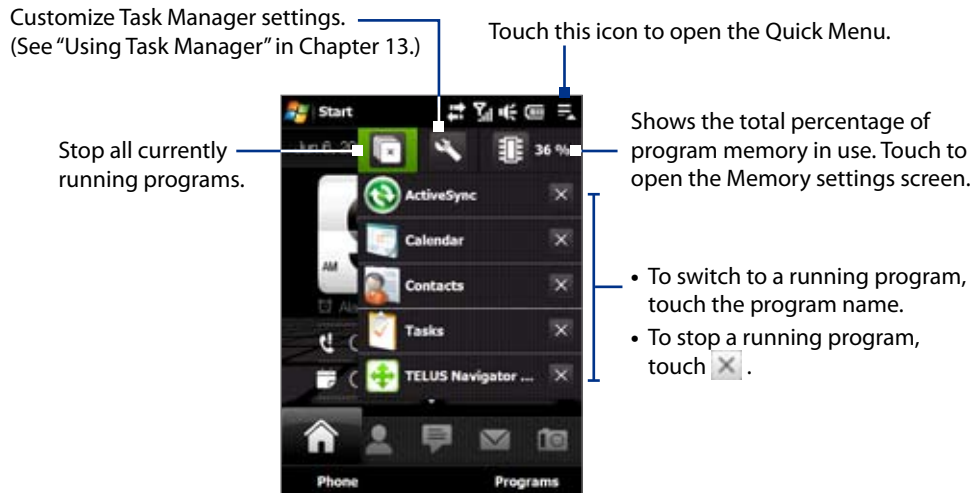 Customize Task Manager settings.
(See “Using Task Manager” in Chapter 13.)
Touch this icon to open the Quick Menu.
Stop all currently
running programs.
Start
36 %
ActiveSync
Calendar
AM
Contacts
Tasks
TELUS Navigator ...
Phone
Programs
Shows the total percentage of
program memory in use. Touch to
open the Memory settings screen.
• To switch to a running program,
touch the program name.
• To stop a running program,
touch .